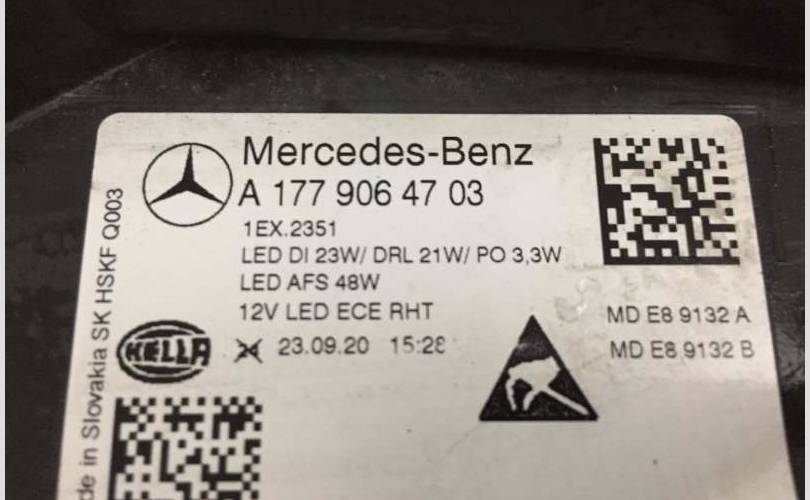 Mercedes-Benz
A 177 906 47 03
1EX.2351
LED DI 23W/ DRL 21W/ PO 3,3W
LED AFS 48W
12V LED ECE RHT
23.09.20 15:28
MD E8 9132 A
MD E8 9132 B
HELLA
de in Slovakia SK HSKF Q003